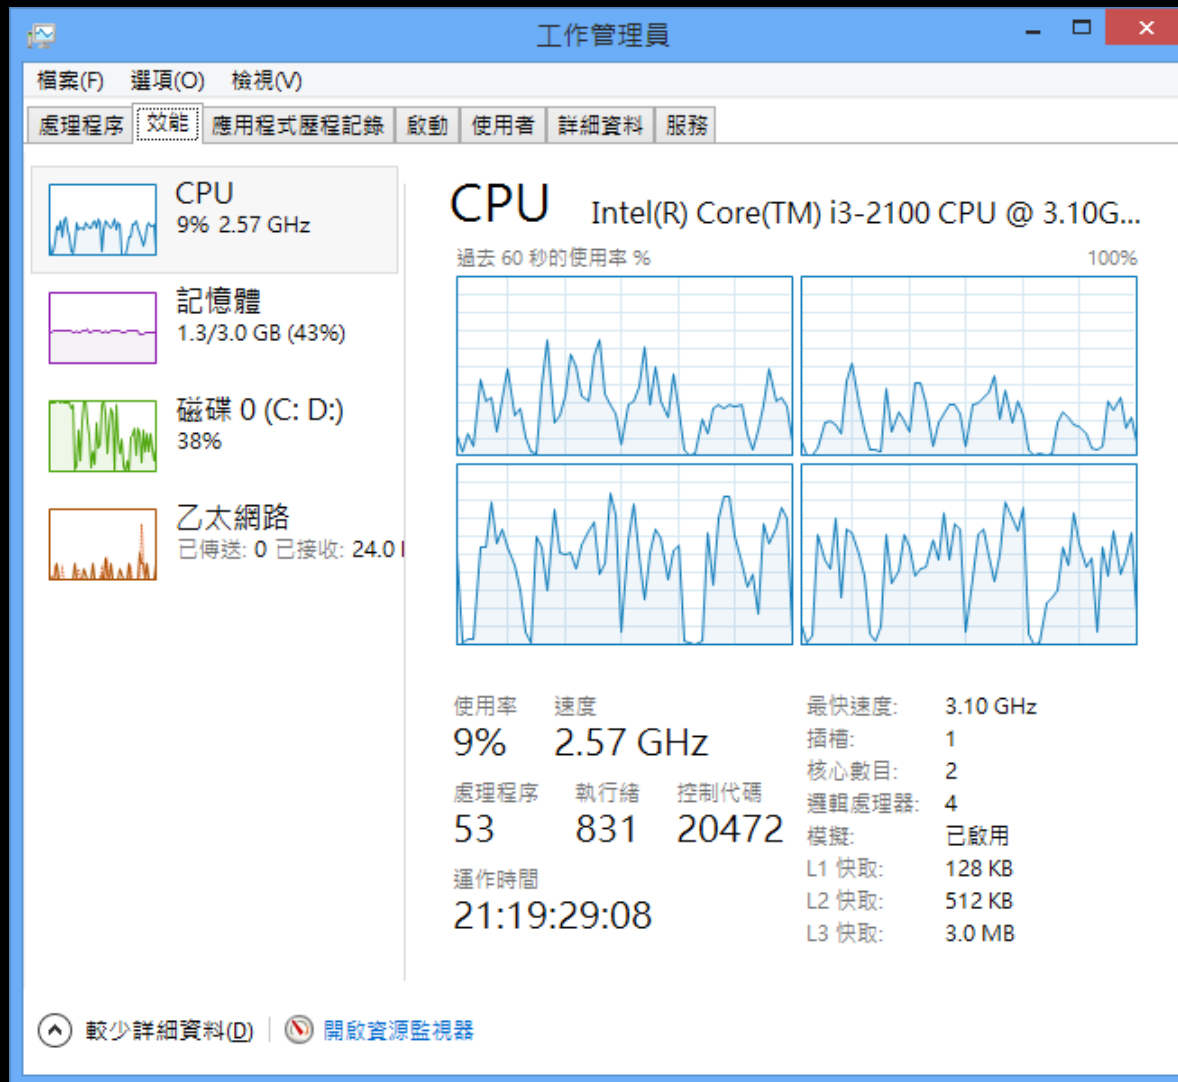 工作管理員
檔案(F) 選項(O) 檢視(V)
處理程序 效能 應用程式歷程記錄 啟動 使用者 詳細資料 服務
CPU
9% 2.57 GHz
記憶體
1.3/3.0 GB (43%)
磁碟 0 (C: D:)
38%
乙太網路
已傳送: 0 已接收: 24.0
CPU Intel(R) Core(TM) i3-2100 CPU @ 3.10G...
過去 60 秒的使用率 % 100%
使用率 速度
9% 2.57 GHz
處理程序 執行緒 控制代碼
53 831 20472
運作時間
21:19:29:08
最快速度: 3.10 GHz
插槽: 1
核心數目: 2
邏輯處理器: 4
模擬: 已啟用
L1 快取: 128 KB
L2 快取: 512 KB
L3 快取: 3.0 MB
較少詳細資料(D) 開啟資源監視器